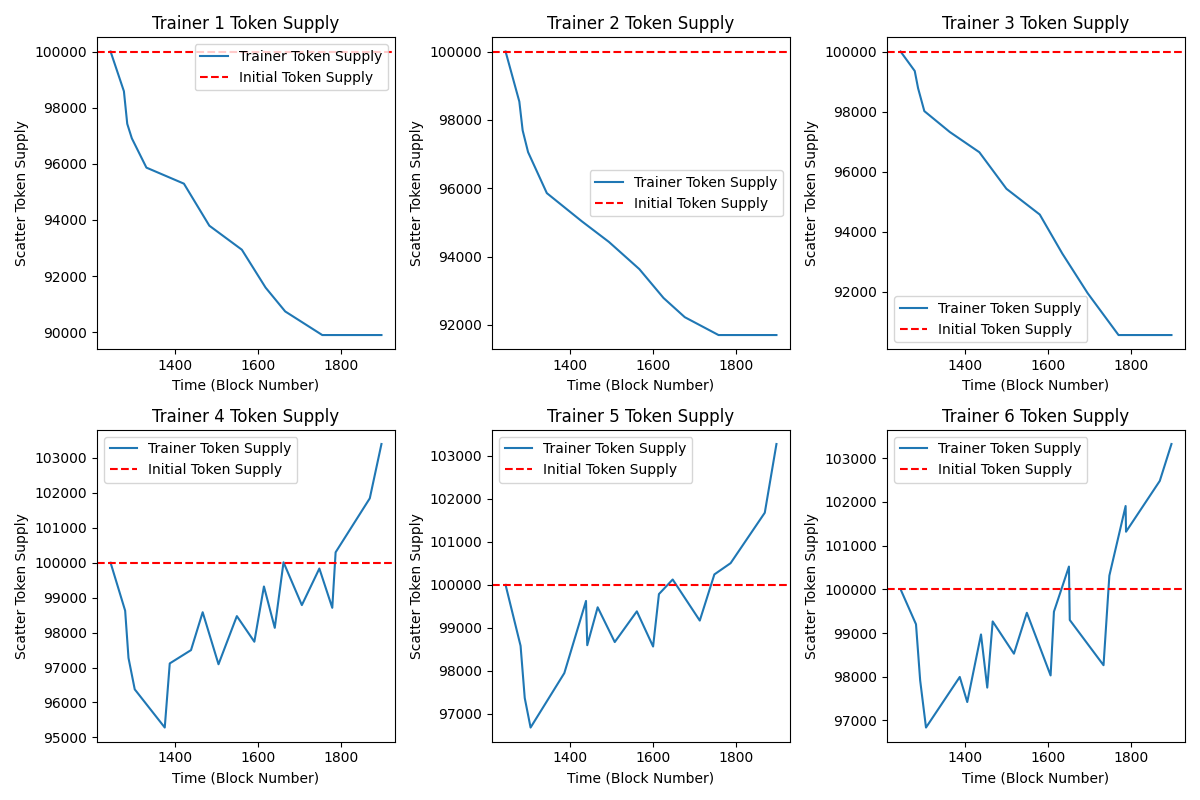 Trainer 1 Token Supply
Scatter Token Supply
100000
98000
96000
94000
92000
90000
Trainer Token Supply
Initial Token Supply
1400 1600 1800
Time (Block Number)
Trainer 2 Token Supply
Scatter Token Supply
100000
98000
96000
94000
92000
Trainer Token Supply
Initial Token Supply
1400 1600 1800
Time (Block Number)
Trainer 3 Token Supply
Scatter Token Supply
100000
98000
96000
94000
92000
Trainer Token Supply
Initial Token Supply
1400 1600 1800
Time (Block Number)
Trainer 4 Token Supply
Scatter Token Supply
103000
102000
101000
100000
99000
98000
97000
96000
95000
Trainer Token Supply
Initial Token Supply
1400 1600 1800
Time (Block Number)
Trainer 5 Token Supply
Scatter Token Supply
103000
102000
101000
100000
99000
98000
97000
Trainer Token Supply
Initial Token Supply
1400 1600 1800
Time (Block Number)
Trainer 6 Token Supply
Scatter Token Supply
103000
102000
101000
100000
99000
98000
97000
Trainer Token Supply
Initial Token Supply
1400 1600 1800
Time (Block Number)